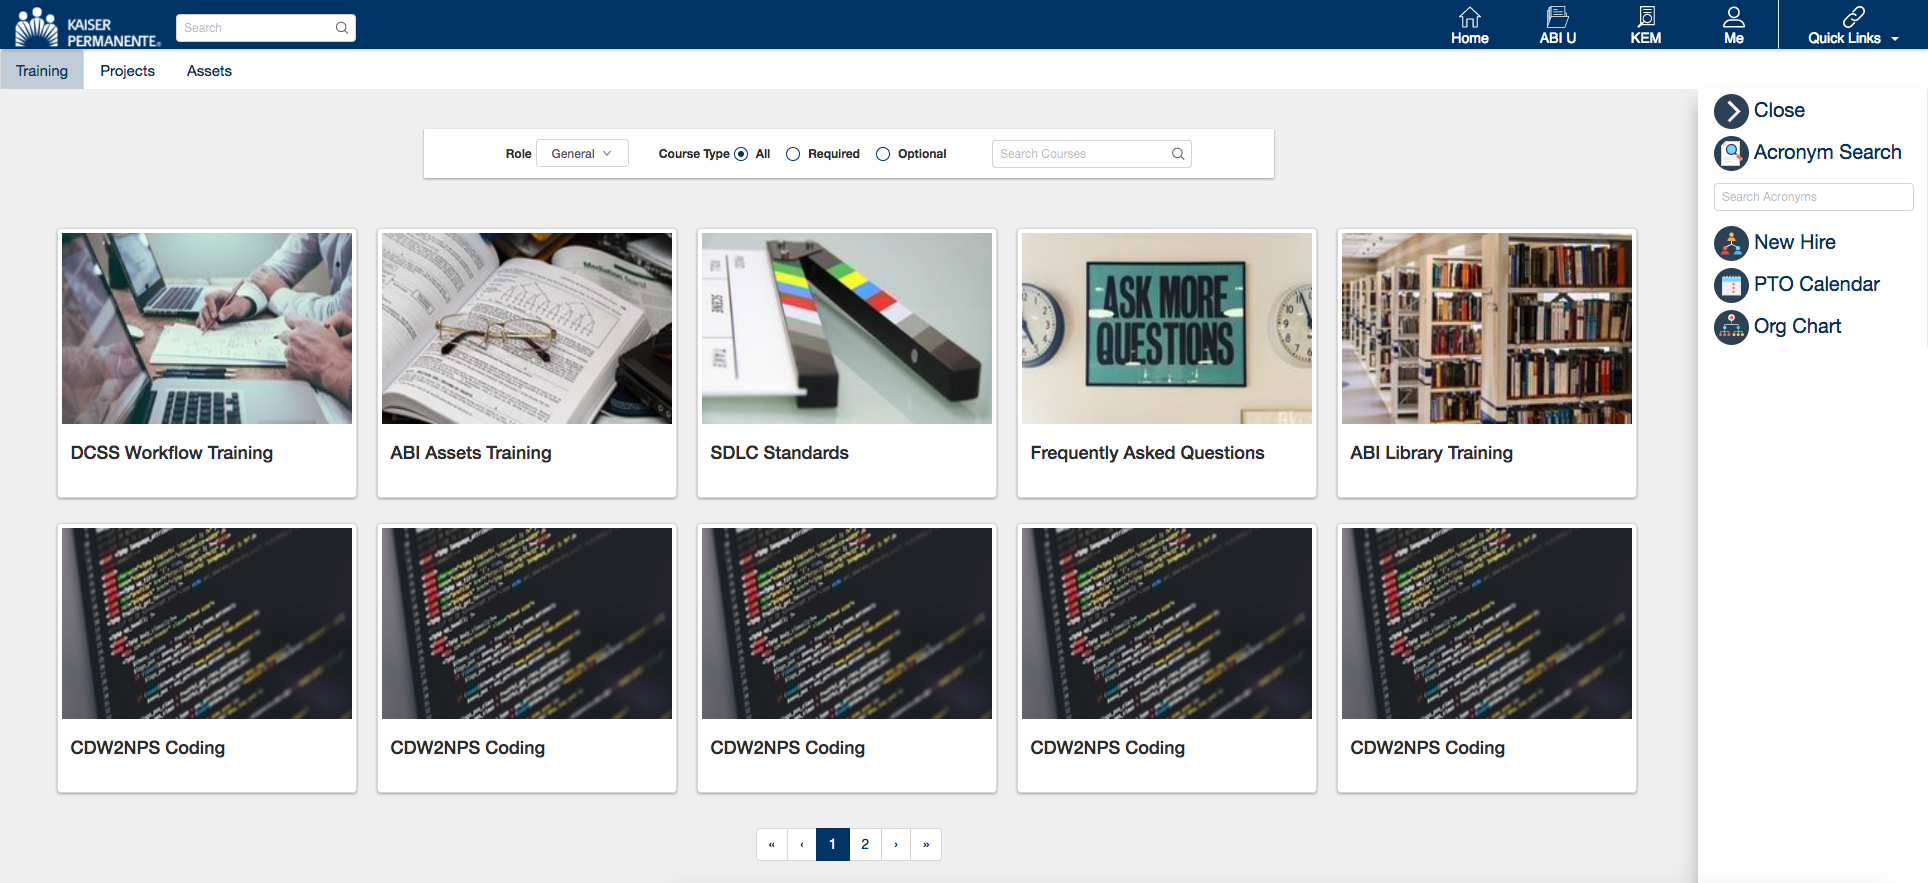 KAISER
PERMANENTE®
Search
Home
ABI U
KEM
Me
Quick Links
Training
Projects
Assets
Role
General
Course Type
All
Required
Optional
Search Courses
Close
Acronym Search
Search Acronyms
New Hire
PTO Calendar
Org Chart
Mediation
SCENE
ROLL
ASK MORE
QUESTIONS
DCSS Workflow Training
ABI Assets Training
SDLC Standards
Frequently Asked Questions
ABI Library Training
CDW2NPS Coding
CDW2NPS Coding
CDW2NPS Coding
CDW2NPS Coding
CDW2NPS Coding
«
‹
1
2
›
»